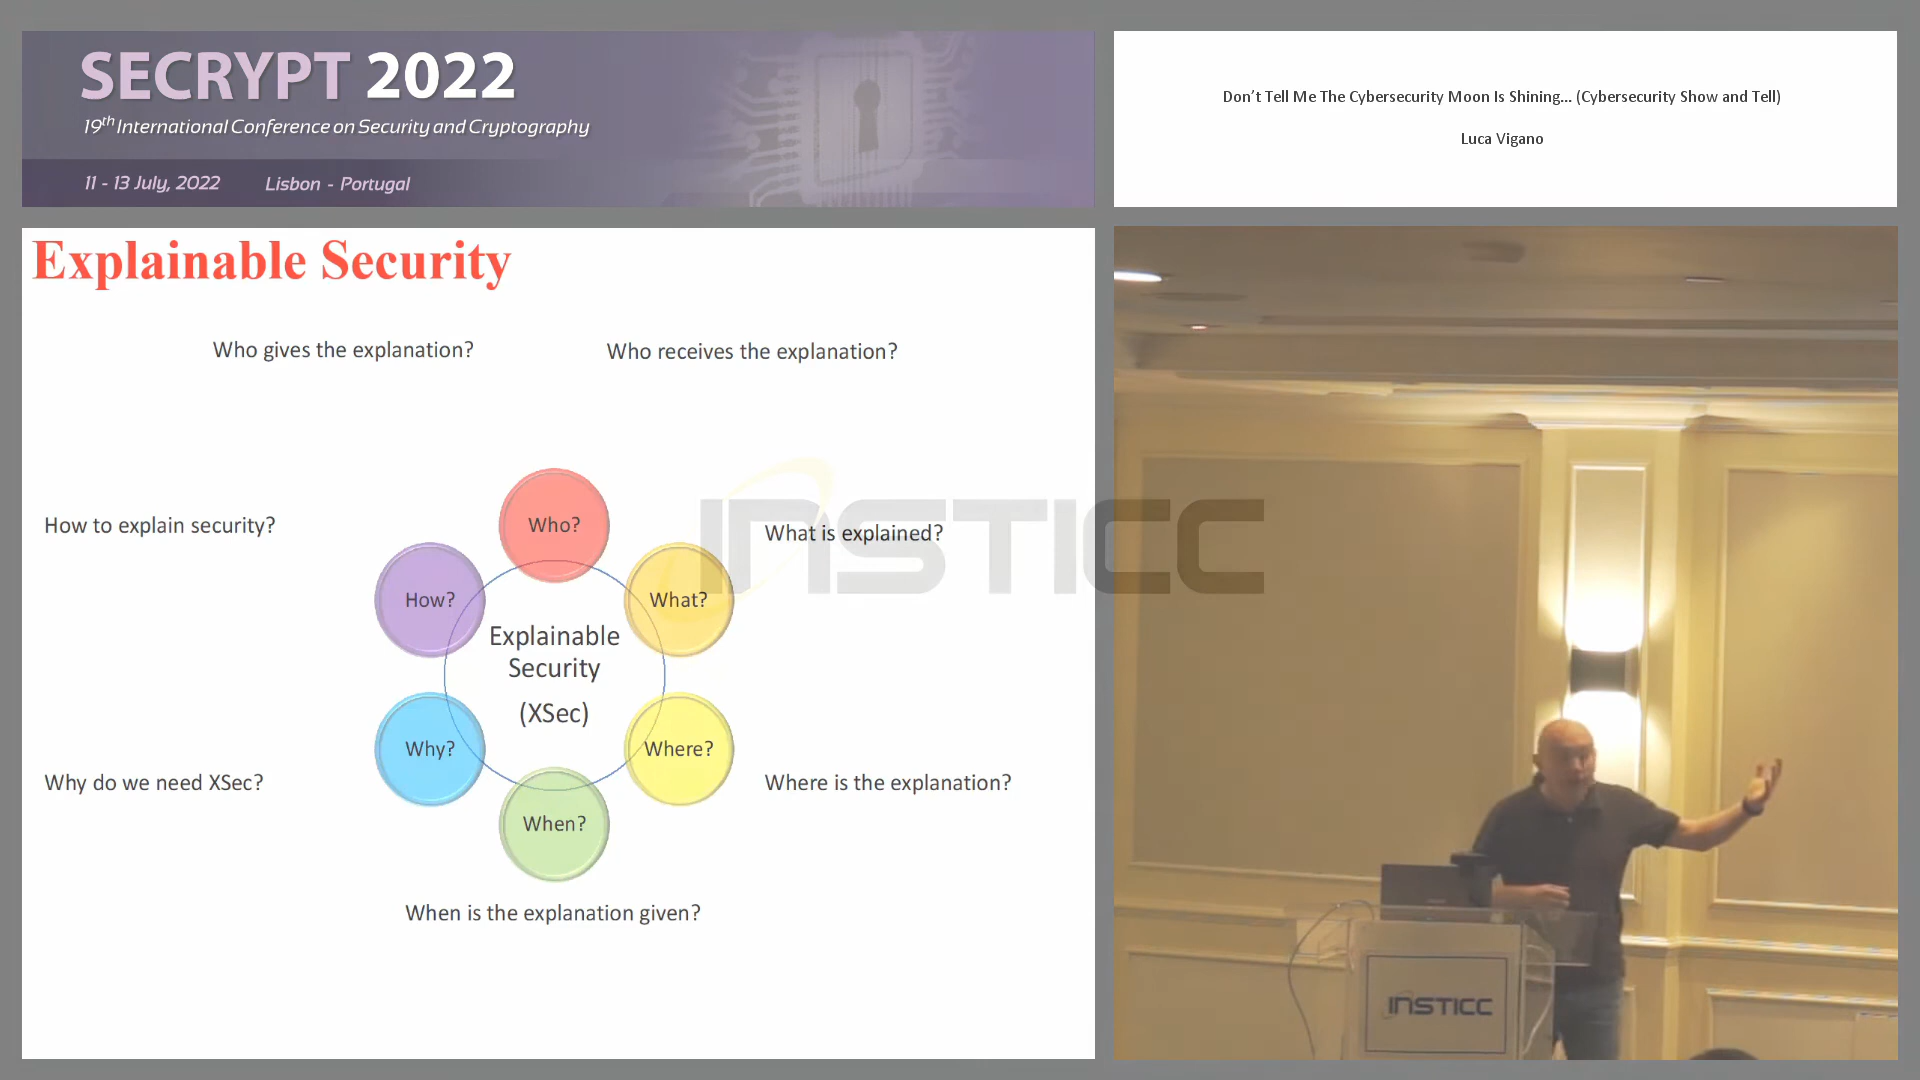 SECRYPT 2022
19th International Conference on Security and Cryptography
11 - 13 July, 2022 Lisbon - Portugal
Don't Tell Me The Cybersecurity Moon Is Shining... (Cybersecurity Show and Tell)
Luca Vigano
Explainable Security
Who gives the explanation?
Who receives the explanation?
How to explain security?
Who?
What is explained?
How?
What?
Explainable
Security
(XSec)
Why?
Where?
Why do we need XSec?
When?
Where is the explanation?
When is the explanation given?
INSTICC
INSTICC